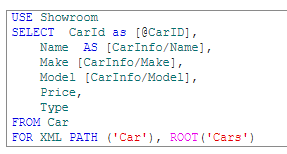 USE Showroom
SELECT  CarId as [@CarID],
    Name  AS [CarInfo/Name],
    Make [CarInfo/Make],
    Model [CarInfo/Model],
    Price,
    Type
FROM Car
FOR XML PATH ('Car'), ROOT('Cars')